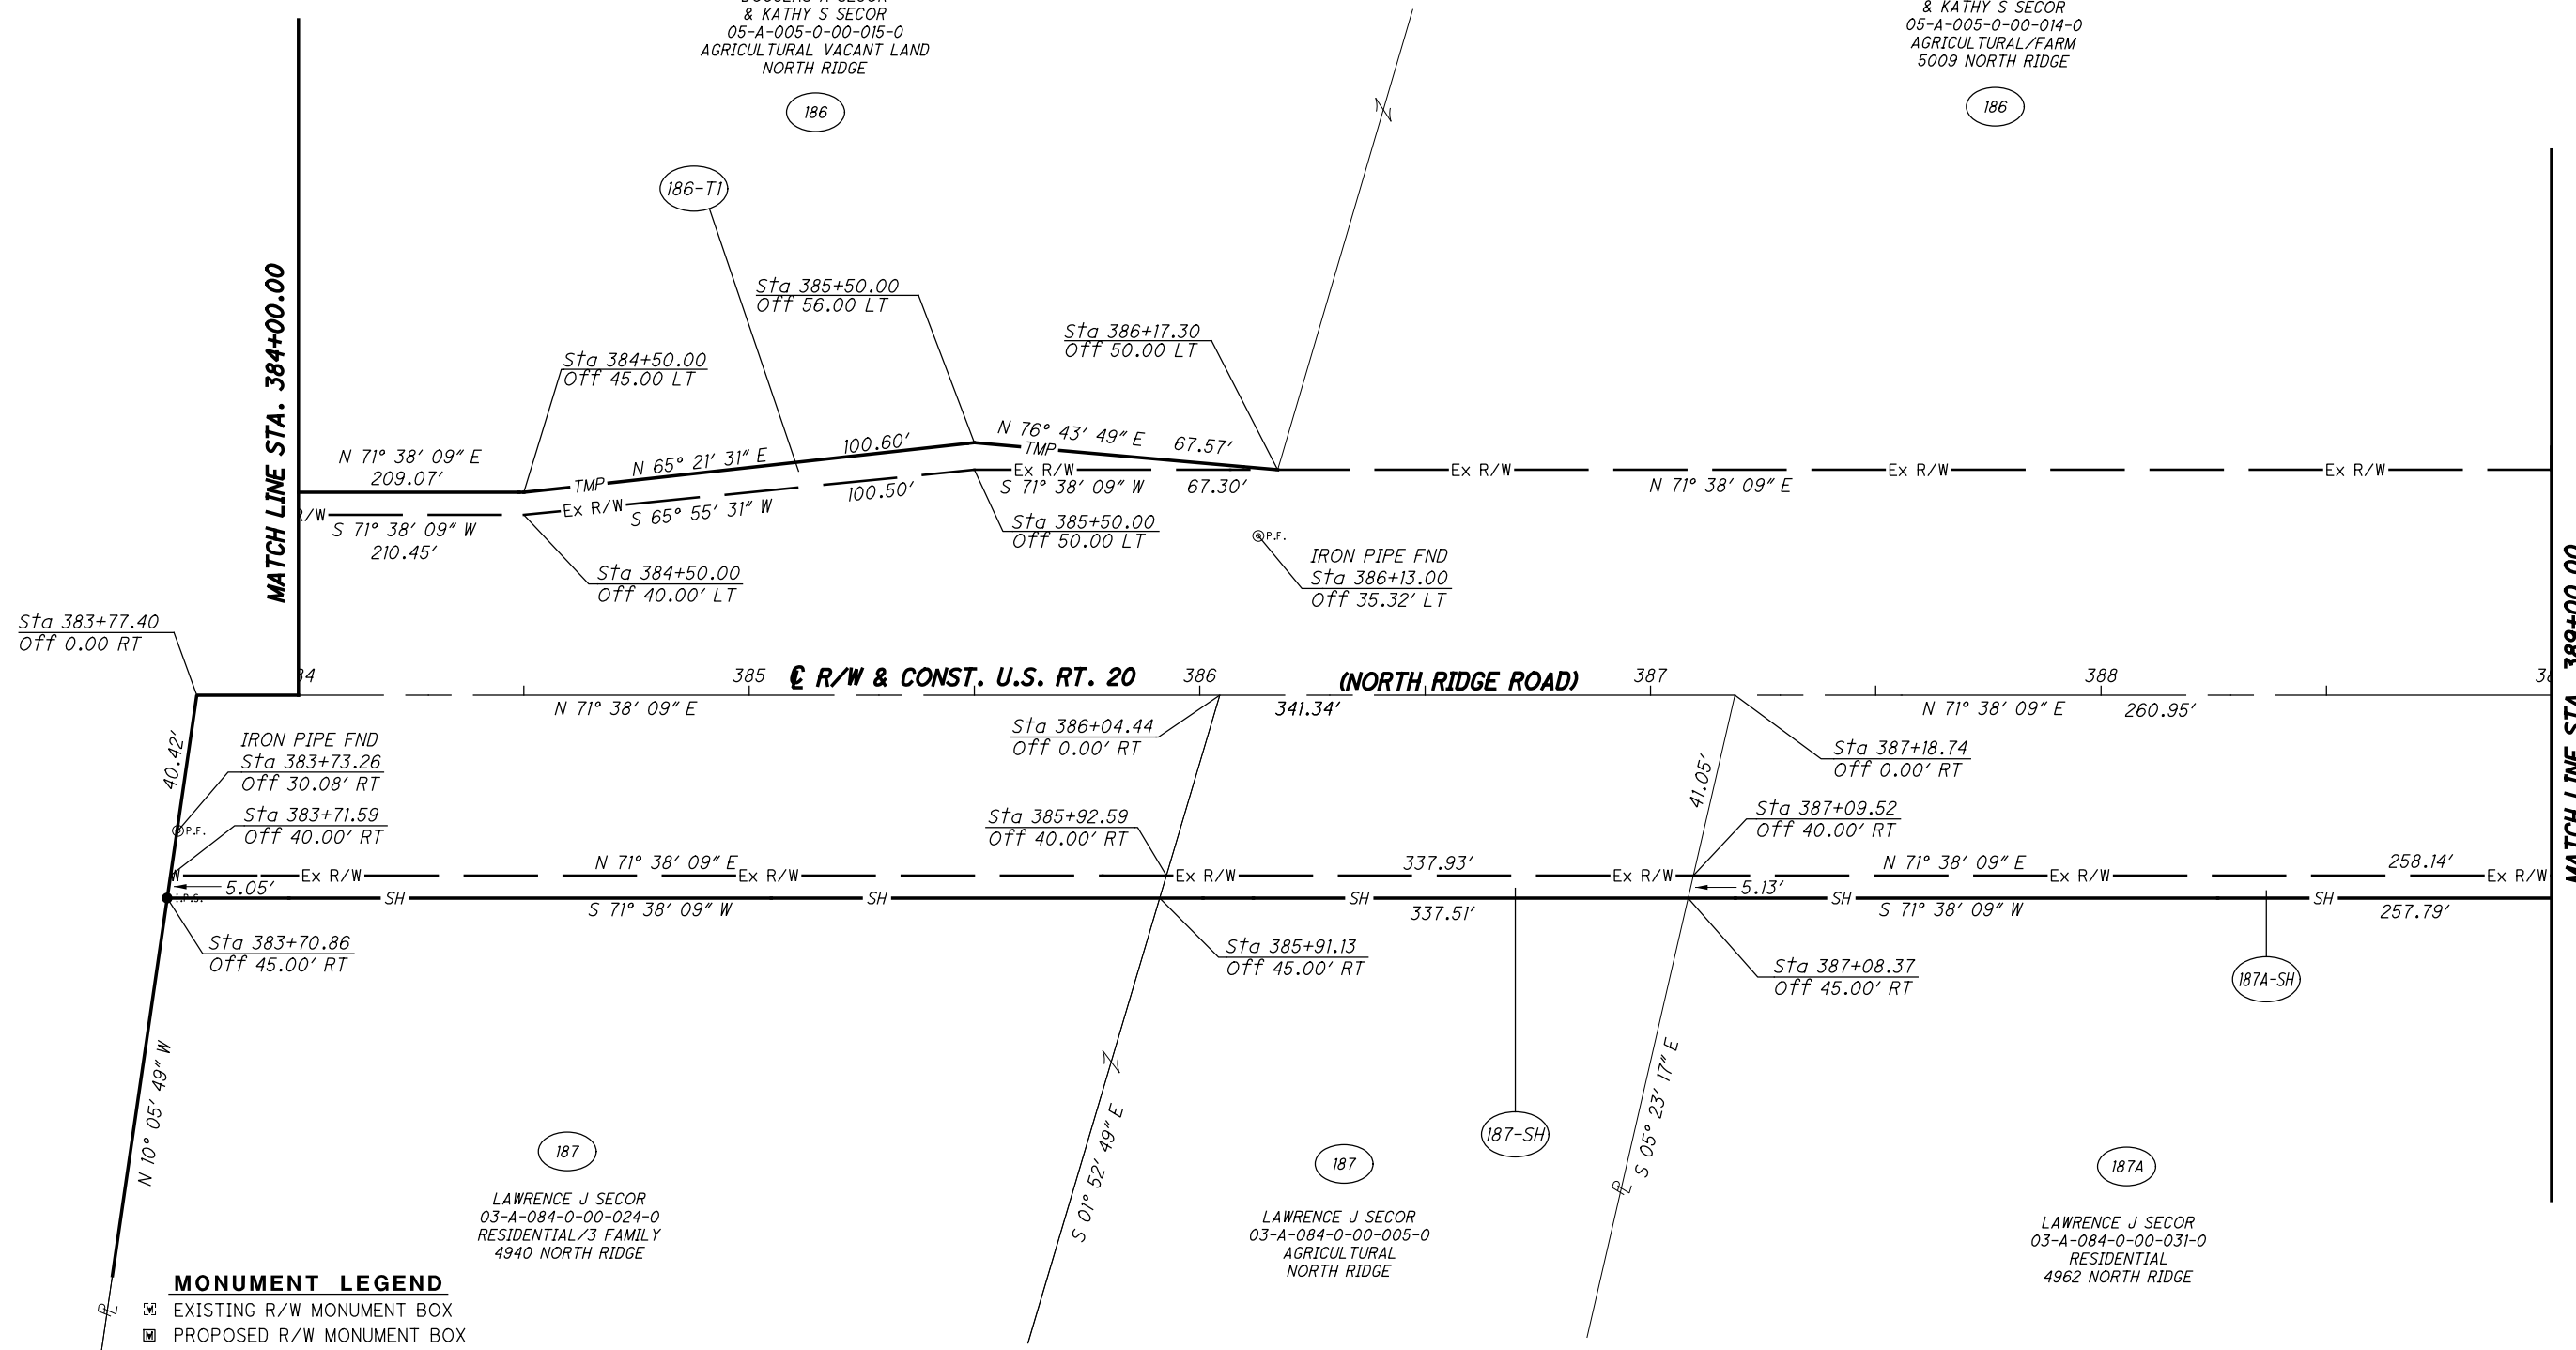 & KATHY S SECOR
05-A-005-0-00-015-0
AGRICULTURAL VACANT LAND
NORTH RIDGE
186
& KATHY S SECOR
05-A-005-0-00-014-0
AGRICULTURAL/FARM
5009 NORTH RIDGE
186
186-T1
MATCH LINE STA. 384+00.00
Sta 385+50.00
Off 56.00 LT
Sta 386+17.30
Off 50.00 LT
Sta 384+50.00
Off 45.00 LT
N 71° 38' 09" E
209.07'
TMP
N 65° 21' 31" E
100.60'
N 76° 43' 49" E
TMP
67.57'
R/W
S 71° 38' 09" W
210.45'
Ex R/W
S 65° 55' 31" W
100.50'
Ex R/W
S 71° 38' 09" W
67.30'
Ex R/W
N 71° 38' 09" E
Ex R/W
Ex R/W
Sta 385+50.00
Off 50.00 LT
Sta 384+50.00
Off 40.00' LT
P.F.
IRON PIPE FND
Sta 386+13.00
Off 35.32' LT
MATCH LINE STA. 389+00.00
Sta 383+77.40
Off 0.00 RT
385
℄ R/W & CONST. U.S. RT. 20
386
(NORTH RIDGE ROAD)
387
388
N 71° 38' 09" E
341.34'
N 71° 38' 09" E
260.95'
Sta 386+04.44
Off 0.00' RT
Sta 387+18.74
Off 0.00' RT
40.42'
IRON PIPE FND
Sta 383+73.26
Off 30.08' RT
P.F.
41.05'
Sta 383+71.59
Off 40.00' RT
Sta 385+92.59
Off 40.00' RT
Sta 387+09.52
Off 40.00' RT
Ex R/W
N 71° 38' 09" E
Ex R/W
Ex R/W
337.93'
Ex R/W
N 71° 38' 09" E
Ex R/W
258.14'
Ex R/W
5.05'
5.13'
I.P.S.
SH
S 71° 38' 09" W
SH
SH
337.51'
SH
S 71° 38' 09" W
SH
257.79'
Sta 383+70.86
Off 45.00' RT
Sta 385+91.13
Off 45.00' RT
Sta 387+08.37
Off 45.00' RT
187A-SH
N 10° 05' 49" W
S 01° 52' 49" E
187-SH
S 05° 23' 17" E
PL
187
LAWRENCE J SECOR
03-A-084-0-00-024-0
RESIDENTIAL/3 FAMILY
4940 NORTH RIDGE
187
LAWRENCE J SECOR
03-A-084-0-00-005-0
AGRICULTURAL
NORTH RIDGE
187A
LAWRENCE J SECOR
03-A-084-0-00-031-0
RESIDENTIAL
4962 NORTH RIDGE
PL
MONUMENT LEGEND
EXISTING R/W MONUMENT BOX
PROPOSED R/W MONUMENT BOX